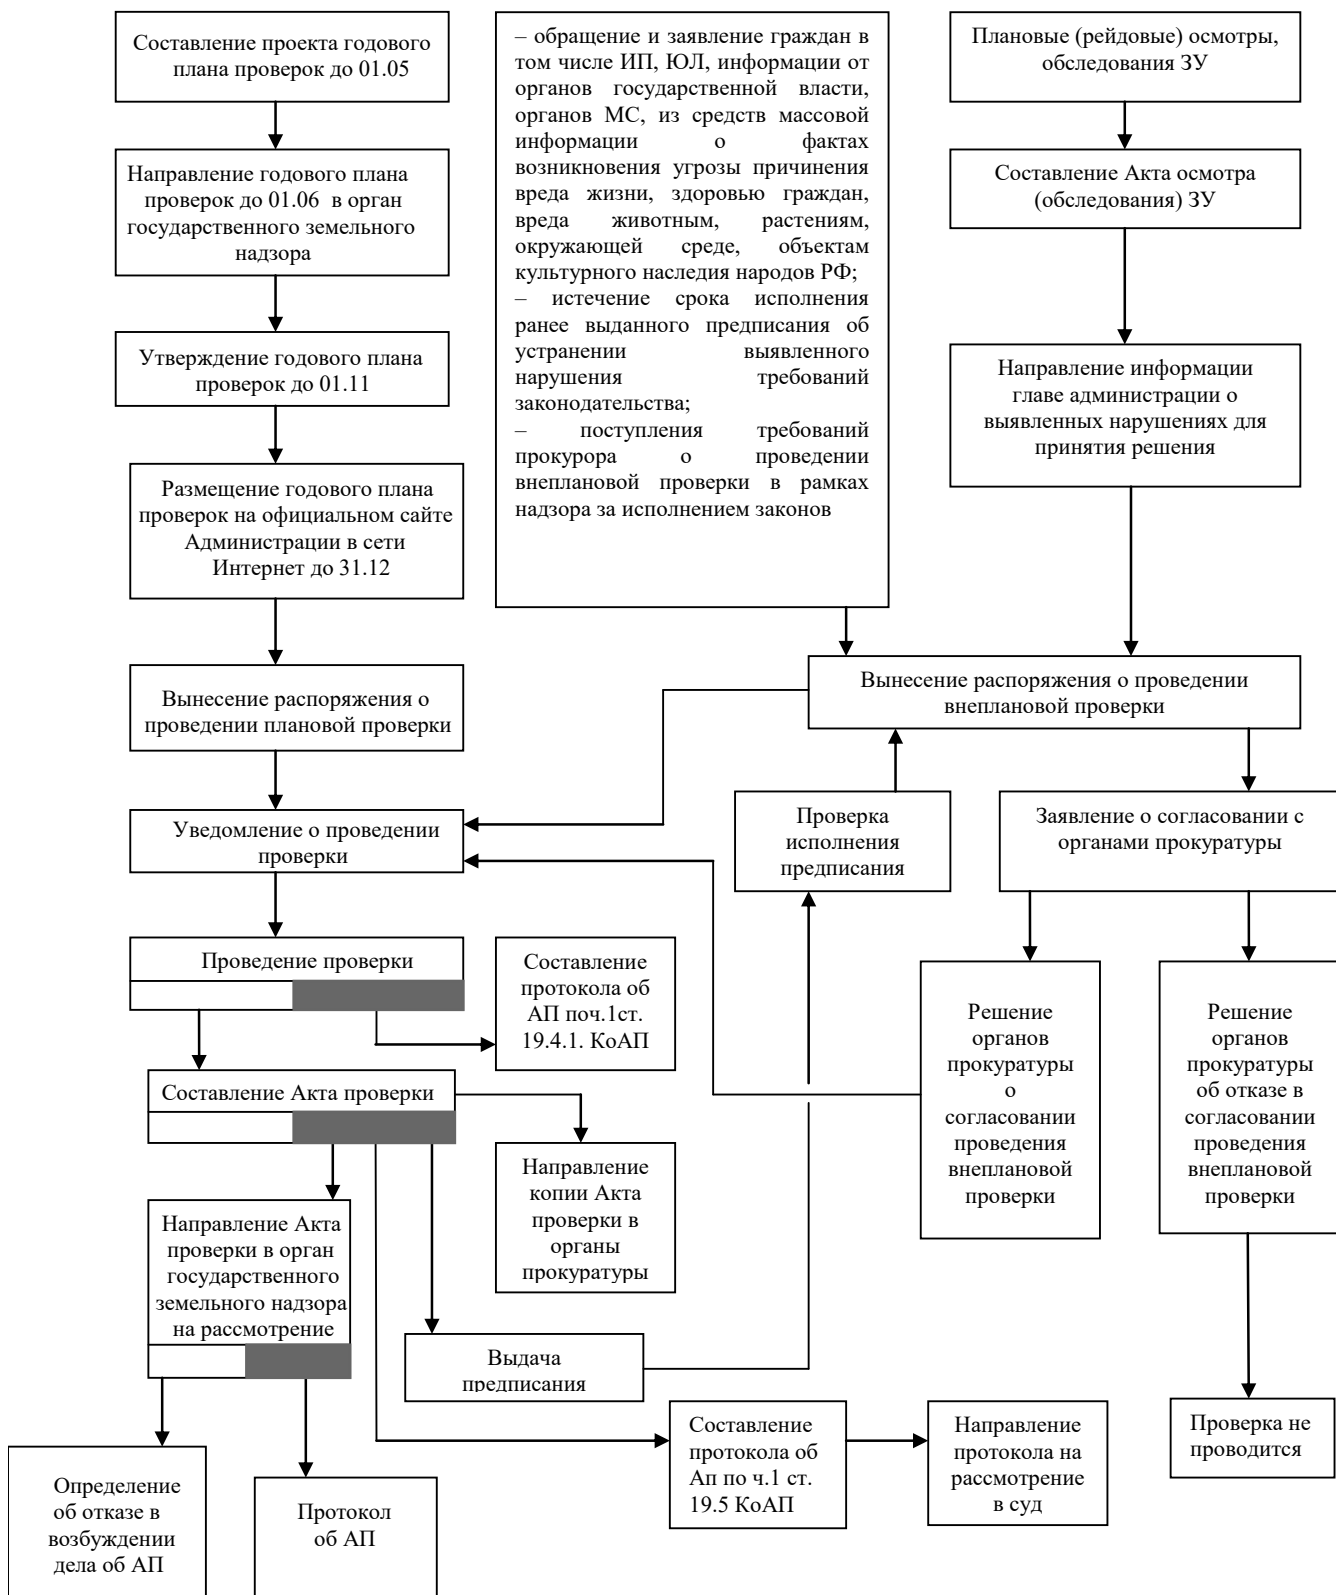 Составление проекта годового
плана проверок до 01.05
Направление годового плана
проверок до 01.06 в орган
государственного земельного
надзора
Утверждение годового плана
проверок до 01.11
Размещение годового плана
проверок на официальном сайте
Администрации в сети
Интернет до 31.12
Вынесение распоряжения о
проведении плановой проверки
Уведомление о проведении
проверки
Проведение проверки
– обращение и заявление граждан в
том числе ИП, ЮЛ, информации от
органов государственной власти,
органов МС, из средств массовой
информации о фактах
возникновения угрозы причинения
вреда жизни, здоровью граждан,
вреда животным, растениям,
окружающей среде, объектам
культурного наследия народов РФ;
– истечение срока исполнения
ранее выданного предписания об
устранении выявленного
нарушения требований
законодательства;
– поступления требований
прокурора о проведении
внеплановой проверки в рамках
надзора за исполнением законов
Плановые (рейдовые) осмотры,
обследования ЗУ
Составление Акта осмотра
(обследования) ЗУ
Направление информации
главе администрации о
выявленных нарушениях для
принятия решения
Вынесение распоряжения о проведении
внеплановой проверки
Проверка
исполнения
предписания
Заявление о согласовании с
органами прокуратуры
Составление
протокола об
АП поч.1ст.
19.4.1. КоАП
Решение
органов
прокуратуры
о
согласовании
проведения
внеплановой
проверки
Решение
органов
прокуратуры
об отказе в
согласовании
проведения
внеплановой
проверки
Составление Акта проверки
Направление
копии Акта
проверки в
органы
прокуратуры
Направление Акта
проверки в орган
государственного
земельного надзора
на рассмотрение
Выдача
предписания
Составление
протокола об
Ап по ч.1 ст.
19.5 КоАП
Направление
протокола на
рассмотрение
в суд
Проверка не
проводится
Определение
об отказе в
возбуждении
дела об АП
Протокол
об АП